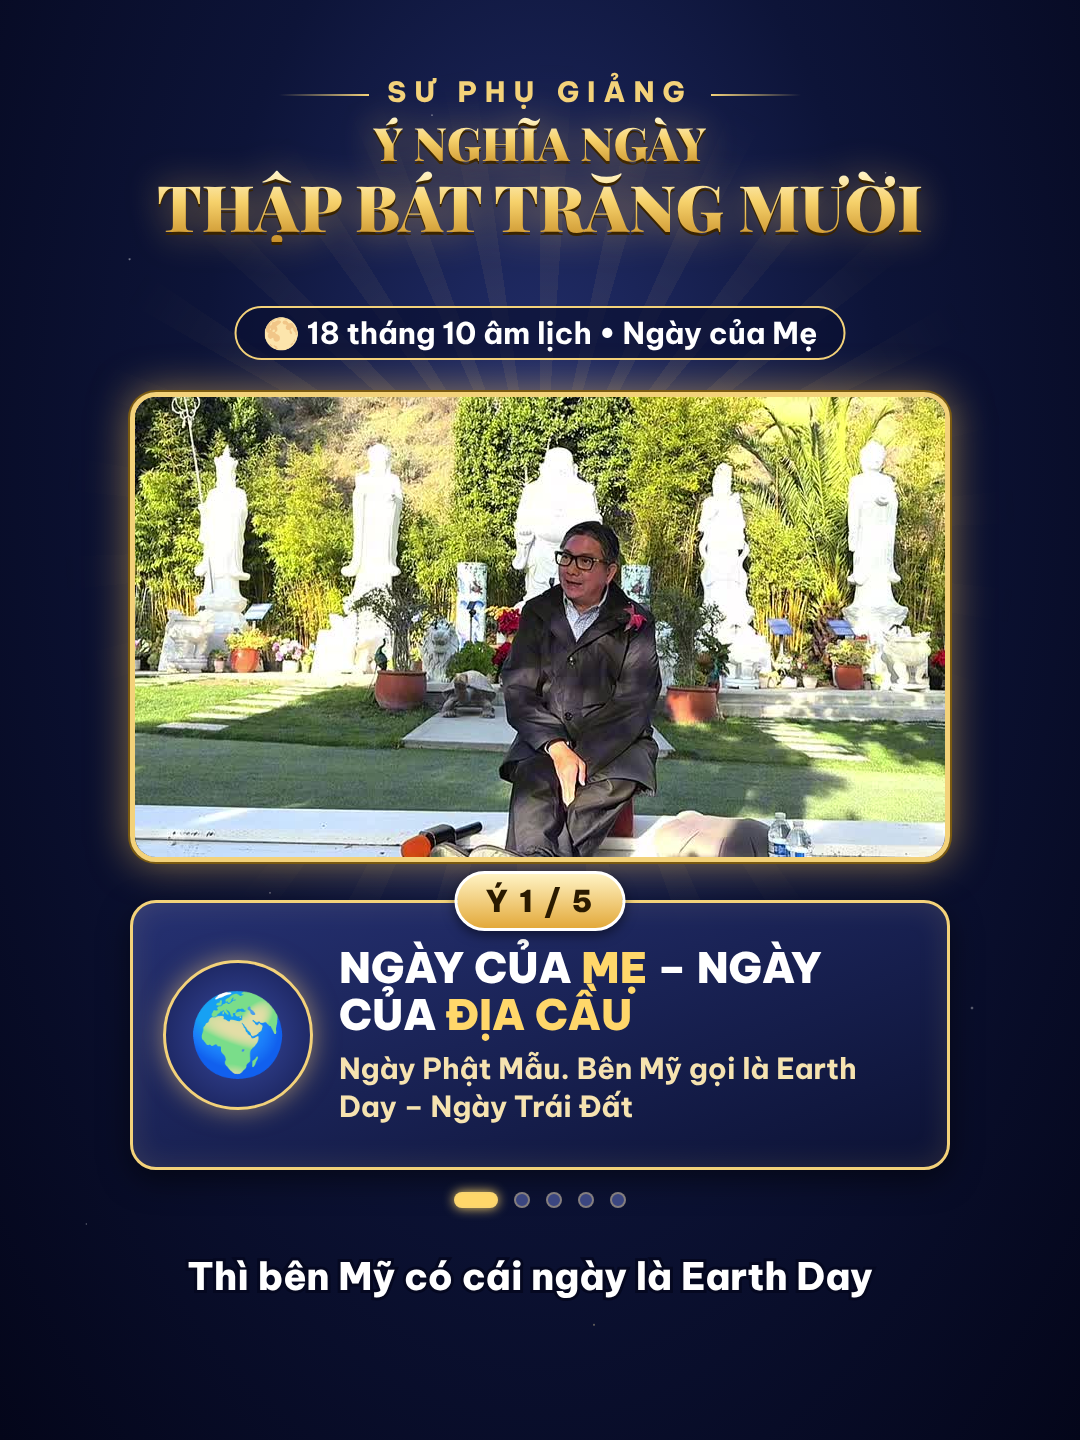 SƯ PHỤ GIẢNG
Ý NGHĨA NGÀY
THẬP BÁT TRĂNG MƯỜI
18 tháng 10 âm lịch • Ngày của Mẹ
Ý 1 / 5
NGÀY CỦA MẸ – NGÀY
CỦA ĐỊA CẦU
Ngày Phật Mẫu. Bên Mỹ gọi là Earth
Day – Ngày Trái Đất
Thì bên Mỹ có cái ngày là Earth Day